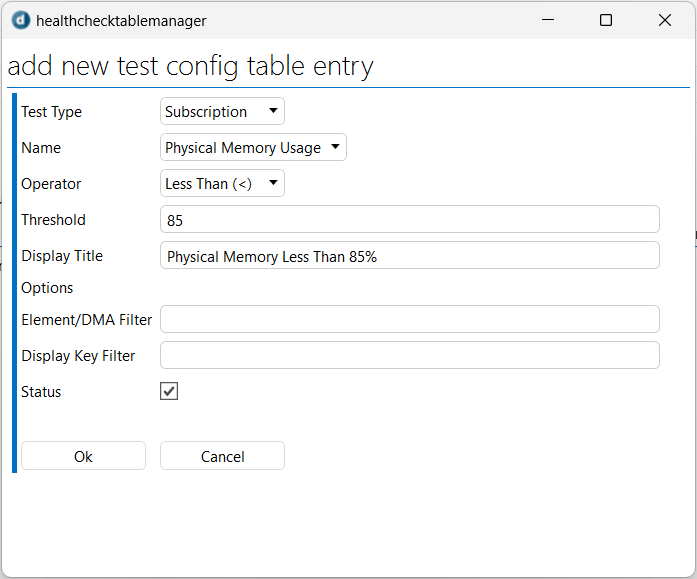 healthchecktablemanager
add new test config table entry
Test Type Subscription
Name Physical Memory Usage
Operator Less Than (<)
Threshold 85
Display Title Physical Memory Less Than 85%
Options
Element/DMA Filter
Display Key Filter
Status
Ok Cancel